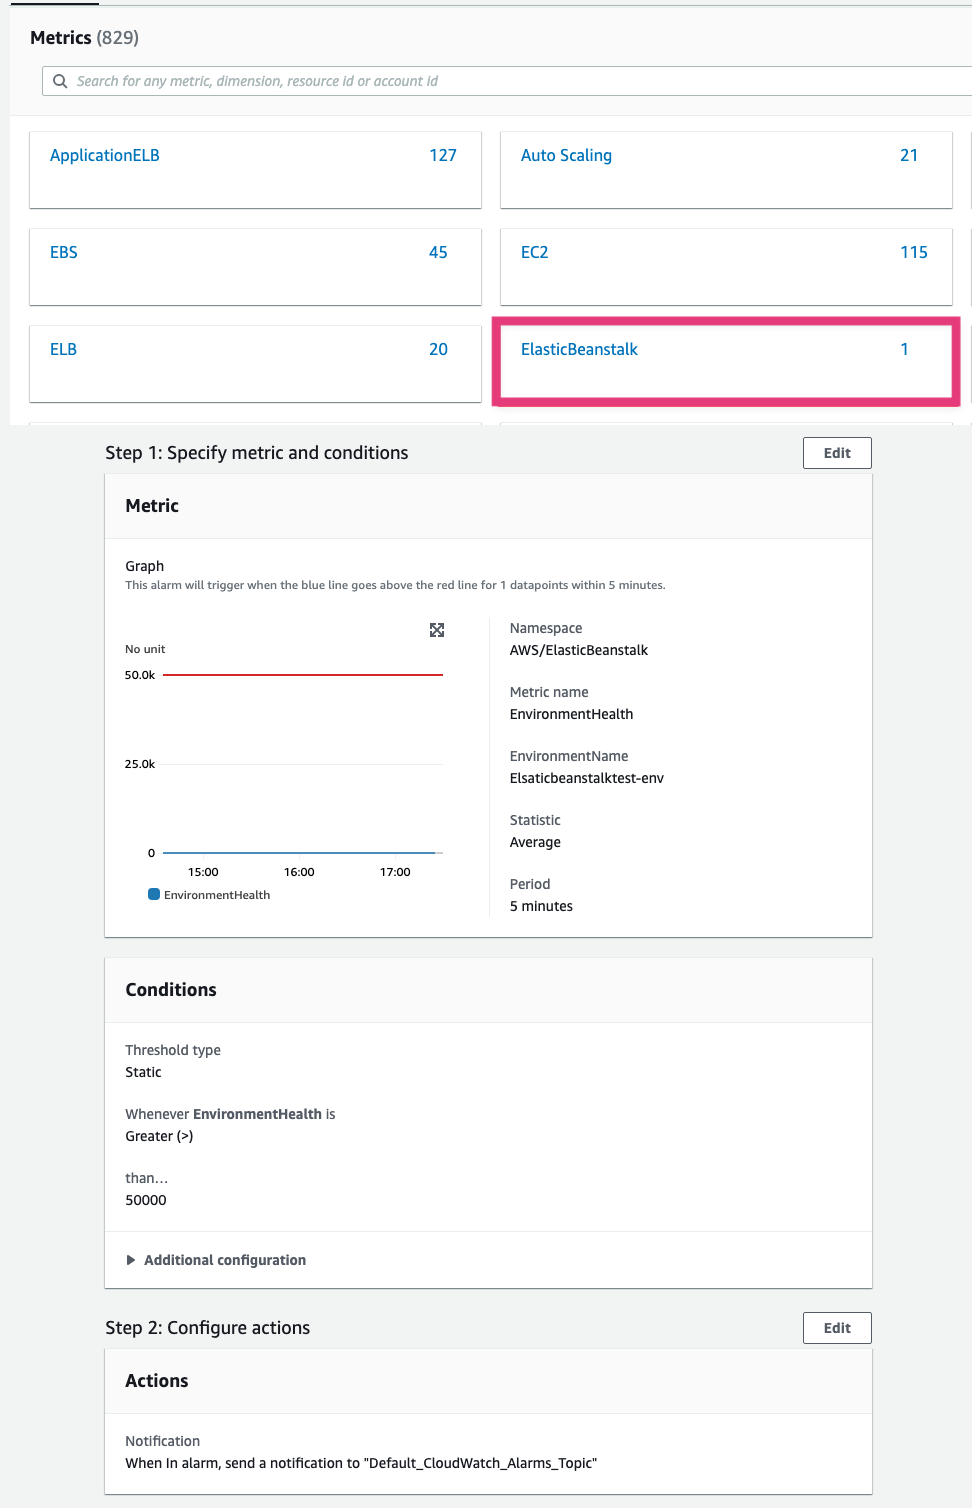 Metrics (829)
Search for any metric, dimension, resource id or account id
ApplicationELB 127
Auto Scaling 21
EBS 45
EC2 115
ELB 20
ElasticBeanstalk 1
Step 1: Specify metric and conditions
Edit
Metric
Graph
This alarm will trigger when the blue line goes above the red line for 1 datapoints within 5 minutes.
No unit
50.0k
25.0k
0
15:00 16:00 17:00
EnvironmentHealth
Namespace
AWS/ElasticBeanstalk
Metric name
EnvironmentHealth
EnvironmentName
Elsaticbeanstalktest-env
Statistic
Average
Period
5 minutes
Conditions
Threshold type
Static
Whenever EnvironmentHealth is
Greater (>)
than...
50000
Additional configuration
Step 2: Configure actions
Edit
Actions
Notification
When In alarm, send a notification to "Default_CloudWatch_Alarms_Topic"